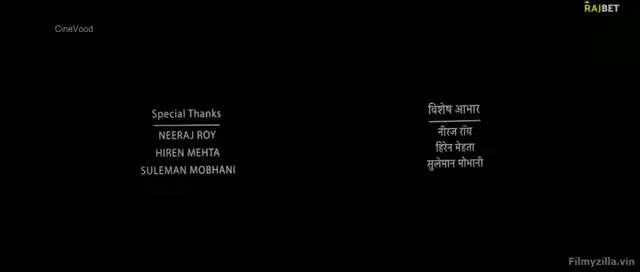 RAJBET
CineVood
Special Thanks
NEERAJ ROY
HIREN MEHTA
SULEMAN MOBHANI
विशेष आभार
नीरज रॉय
हिरेन मेहता
सुलेमान मोभानी
Filmyzilla.vin